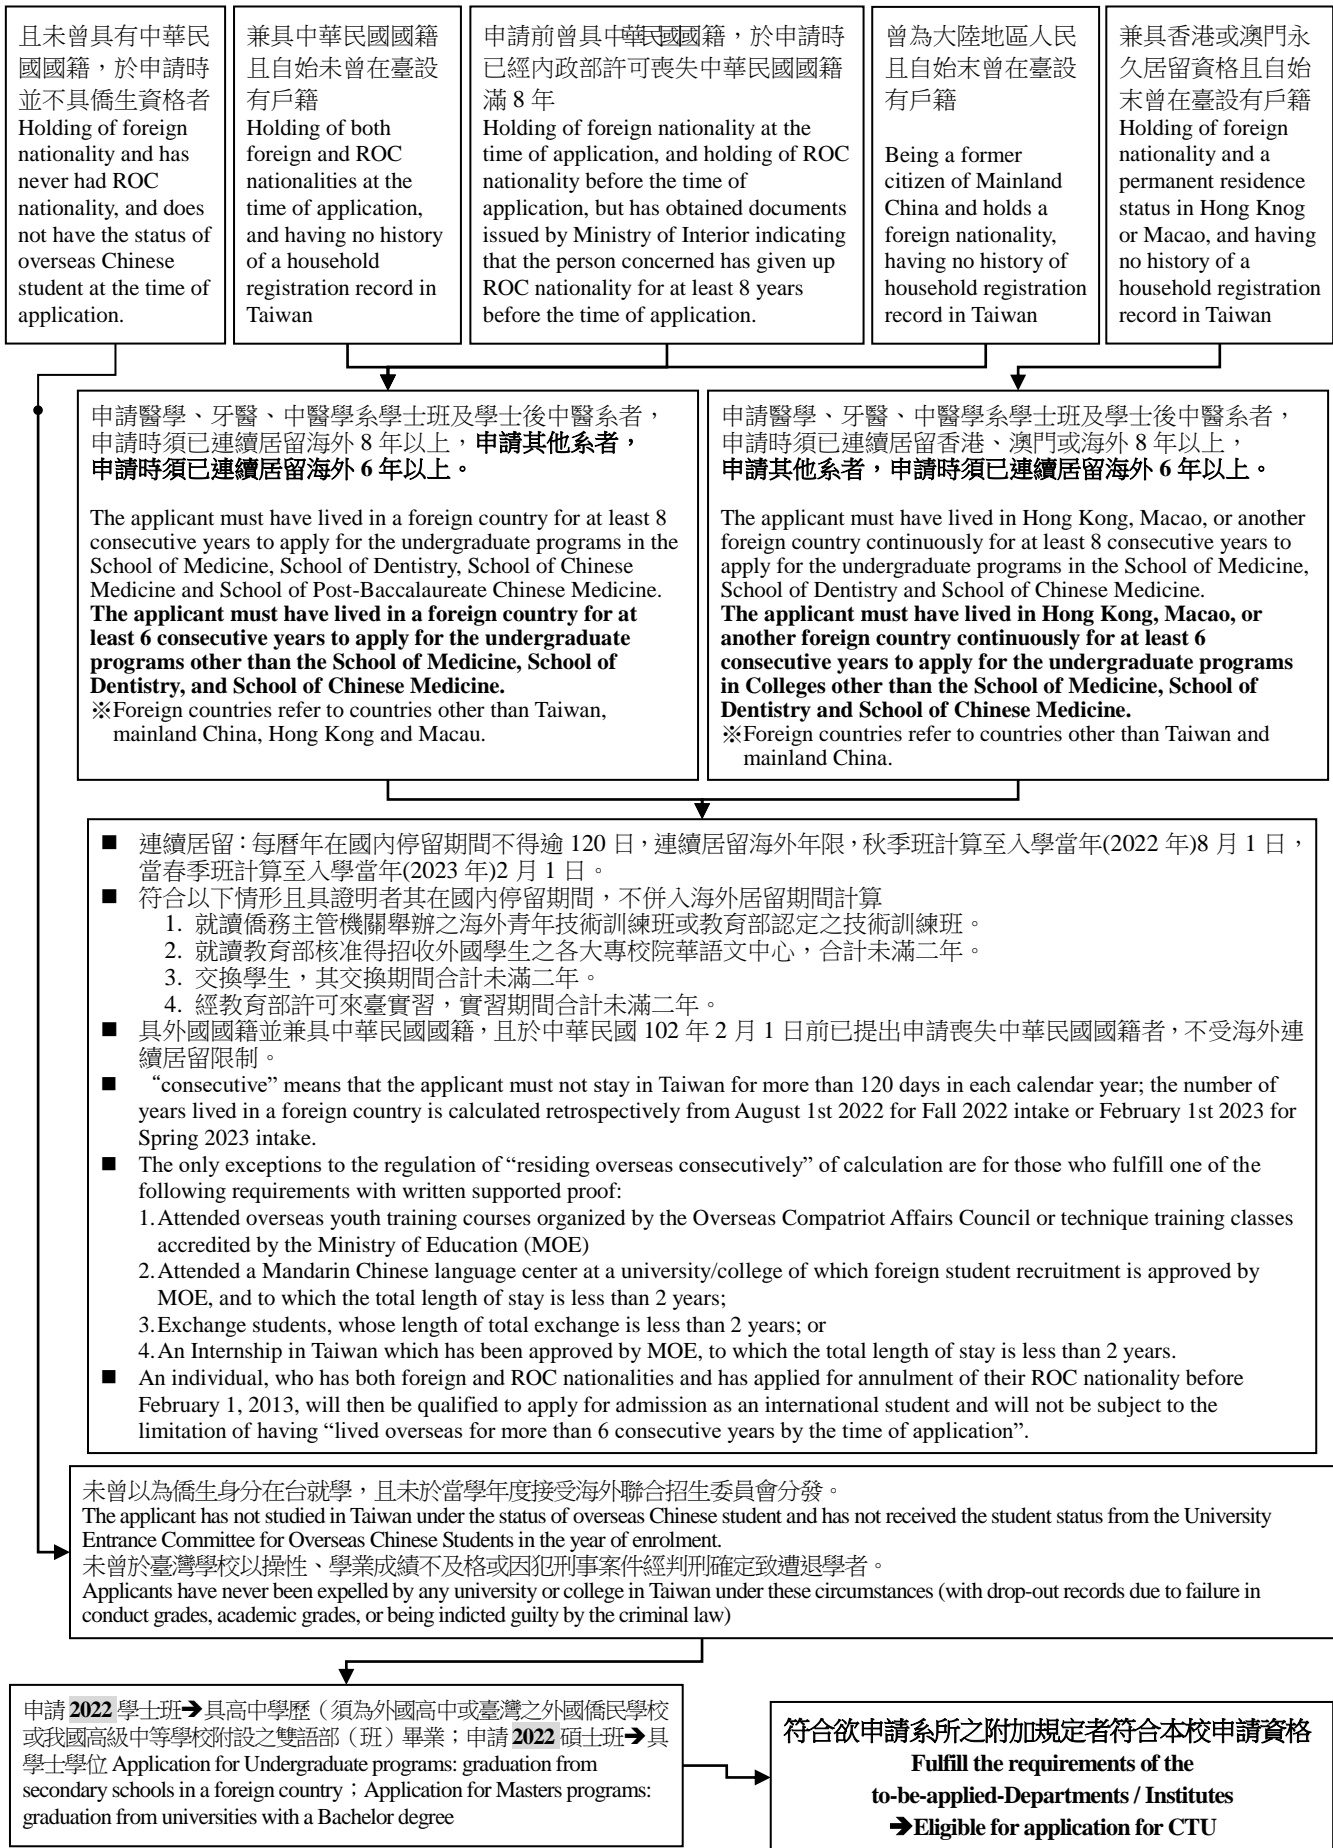 且未曾具有中華民
國國籍，於申請時
並不具僑生資格者
Holding of foreign
nationality and has
never had ROC
nationality, and does
not have the status of
overseas Chinese
student at the time of
application.
兼具中華民國國籍
且自始未曾在臺設
有戶籍
Holding of both
foreign and ROC
nationalities at the
time of application,
and having no history
of a household
registration record in
Taiwan
申請前曾具中華民國國籍，於申請時
已經內政部許可喪失中華民國國籍
滿 8 年
Holding of foreign nationality at the
time of application, and holding of ROC
nationality before the time of
application, but has obtained documents
issued by Ministry of Interior indicating
that the person concerned has given up
ROC nationality for at least 8 years
before the time of application.
曾為大陸地區人民
且自始末曾在臺設
有戶籍
Being a former
citizen of Mainland
China and holds a
foreign nationality,
having no history of
household registration
record in Taiwan
兼具香港或澳門永
久居留資格且自始
末曾在臺設有戶籍
Holding of foreign
nationality and a
permanent residence
status in Hong Knog
or Macao, and having
no history of a
household registration
record in Taiwan
申請醫學、牙醫、中醫學系學士班及學士後中醫系者，
申請時須已連續居留海外 8 年以上，申請其他系者，
申請時須已連續居留海外 6 年以上。
The applicant must have lived in a foreign country for at least 8
consecutive years to apply for the undergraduate programs in the
School of Medicine, School of Dentistry, School of Chinese
Medicine and School of Post-Baccalaureate Chinese Medicine.
The applicant must have lived in a foreign country for at
least 6 consecutive years to apply for the undergraduate
programs other than the School of Medicine, School of
Dentistry, and School of Chinese Medicine.
※Foreign countries refer to countries other than Taiwan,
mainland China, Hong Kong and Macau.
申請醫學、牙醫、中醫學系學士班及學士後中醫系者，
申請時須已連續居留香港、澳門或海外 8 年以上，
申請其他系者，申請時須已連續居留海外 6 年以上。
The applicant must have lived in Hong Kong, Macao, or another
foreign country continuously for at least 8 consecutive years to
apply for the undergraduate programs in the School of Medicine,
School of Dentistry and School of Chinese Medicine.
The applicant must have lived in Hong Kong, Macao, or
another foreign country continuously for at least 6
consecutive years to apply for the undergraduate programs
in Colleges other than the School of Medicine, School of
Dentistry and School of Chinese Medicine.
※Foreign countries refer to countries other than Taiwan and
mainland China.
■ 連續居留：每曆年在國內停留期間不得逾 120 日，連續居留海外年限，秋季班計算至入學當年(2022 年)8 月 1 日，
當春季班計算至入學當年(2023 年)2 月 1 日。
■ 符合以下情形且具證明者其在國內停留期間，不併入海外居留期間計算
1. 就讀僑務主管機關舉辦之海外青年技術訓練班或教育部認定之技術訓練班。
2. 就讀教育部核准得招收外國學生之各大專校院華語文中心，合計未滿二年。
3. 交換學生，其交換期間合計未滿二年。
4. 經教育部許可來臺實習，實習期間合計未滿二年。
■ 具外國國籍並兼具中華民國國籍，且於中華民國 102 年 2 月 1 日前已提出申請喪失中華民國國籍者，不受海外連
續居留限制。
■ “consecutive” means that the applicant must not stay in Taiwan for more than 120 days in each calendar year; the number of
years lived in a foreign country is calculated retrospectively from August 1st 2022 for Fall 2022 intake or February 1st 2023 for
Spring 2023 intake.
■ The only exceptions to the regulation of “residing overseas consecutively” of calculation are for those who fulfill one of the
following requirements with written supported proof:
1. Attended overseas youth training courses organized by the Overseas Compatriot Affairs Council or technique training classes
accredited by the Ministry of Education (MOE)
2. Attended a Mandarin Chinese language center at a university/college of which foreign student recruitment is approved by
MOE, and to which the total length of stay is less than 2 years;
3. Exchange students, whose length of total exchange is less than 2 years; or
4. An Internship in Taiwan which has been approved by MOE, to which the total length of stay is less than 2 years.
■ An individual, who has both foreign and ROC nationalities and has applied for annulment of their ROC nationality before
February 1, 2013, will then be qualified to apply for admission as an international student and will not be subject to the
limitation of having “lived overseas for more than 6 consecutive years by the time of application”.
未曾以為僑生身分在台就學，且未於當學年度接受海外聯合招生委員會分發。
The applicant has not studied in Taiwan under the status of overseas Chinese student and has not received the student status from the University
Entrance Committee for Overseas Chinese Students in the year of enrolment.
未曾於臺灣學校以操性、學業成績不及格或因犯刑事案件經判刑確定致遭退學者。
Applicants have never been expelled by any university or college in Taiwan under these circumstances (with drop-out records due to failure in
conduct grades, academic grades, or being indicted guilty by the criminal law)
申請 2022 學士班➔具高中學歷（須為外國高中或臺灣之外國僑民學校
或我國高級中等學校附設之雙語部（班）畢業；申請 2022 碩士班➔具
學士學位 Application for Undergraduate programs: graduation from
secondary schools in a foreign country；Application for Masters programs:
graduation from universities with a Bachelor degree
符合欲申請系所之附加規定者符合本校申請資格
Fulfill the requirements of the
to-be-applied-Departments / Institutes
➔Eligible for application for CTU